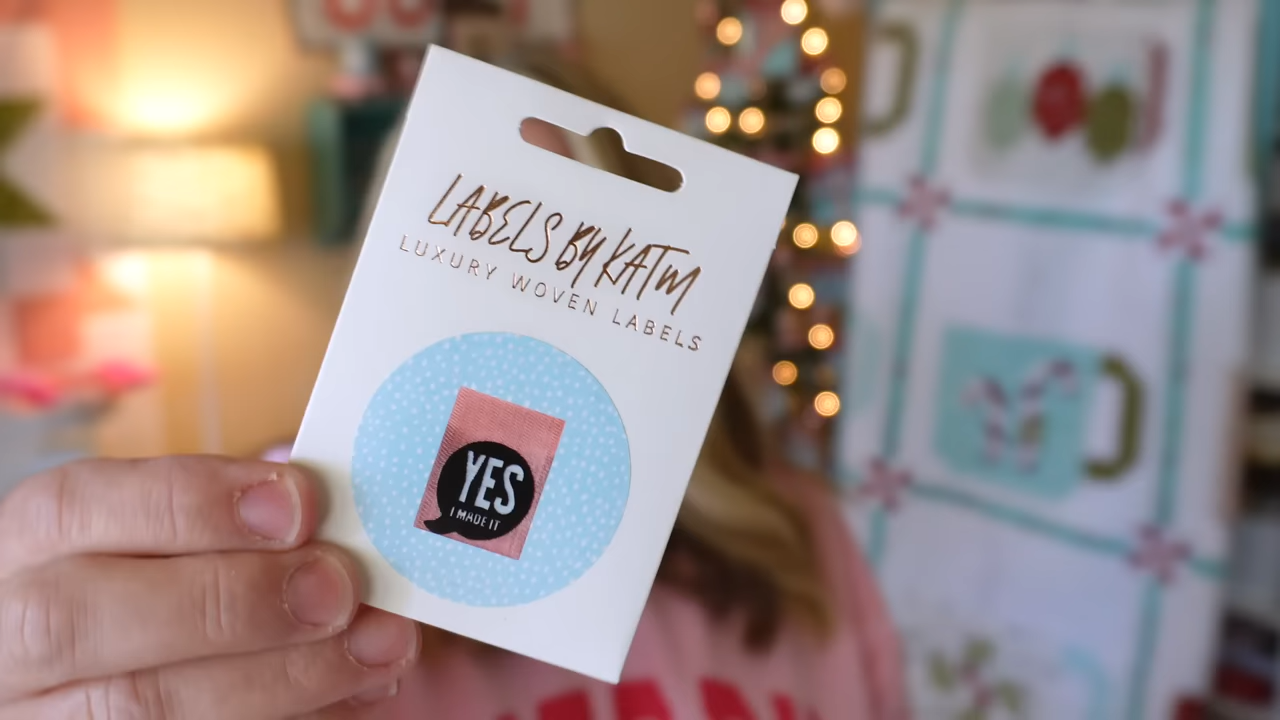 LABELS BY KATM
LUXURY WOVEN LABELS
YES
I MADE IT